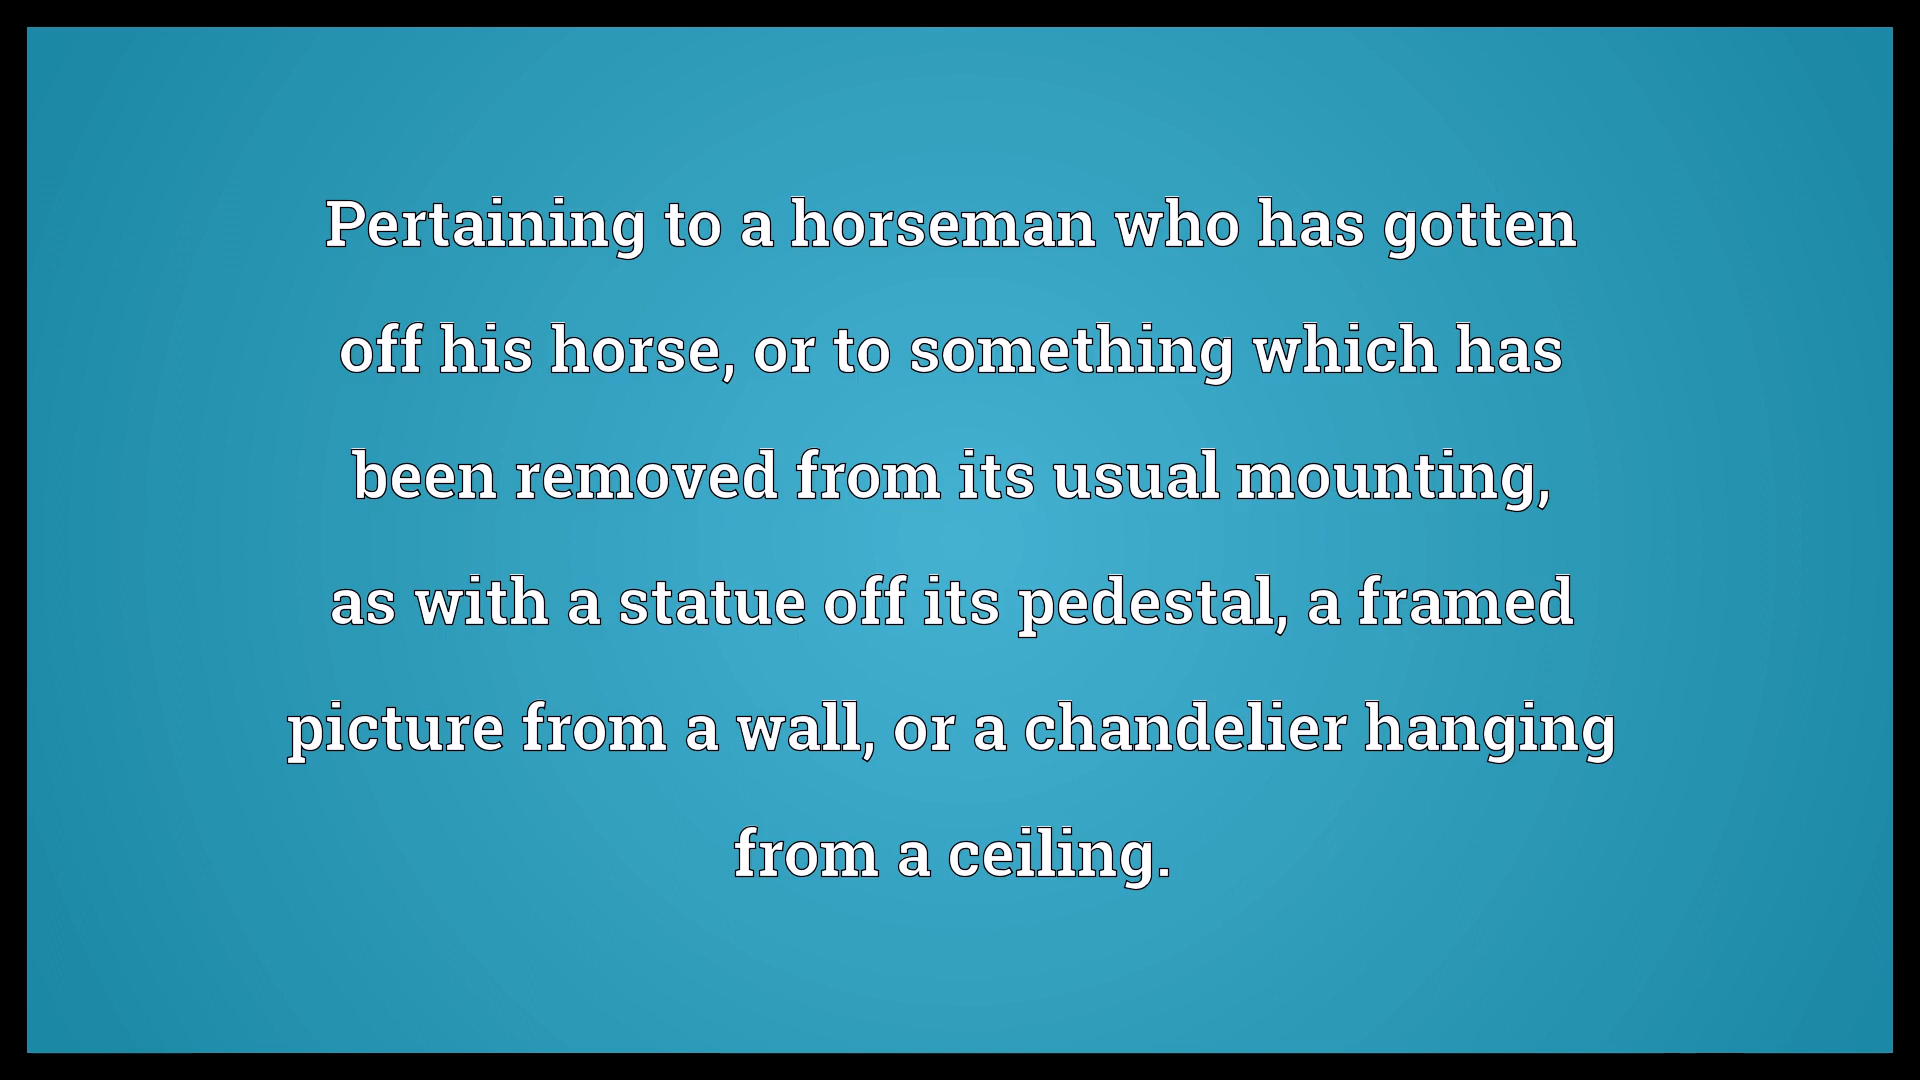 Pertaining to a horseman who has gotten
off his horse, or to something which has
been removed from its usual mounting,
as with a statue off its pedestal, a framed
picture from a wall, or a chandelier hanging
from a ceiling.